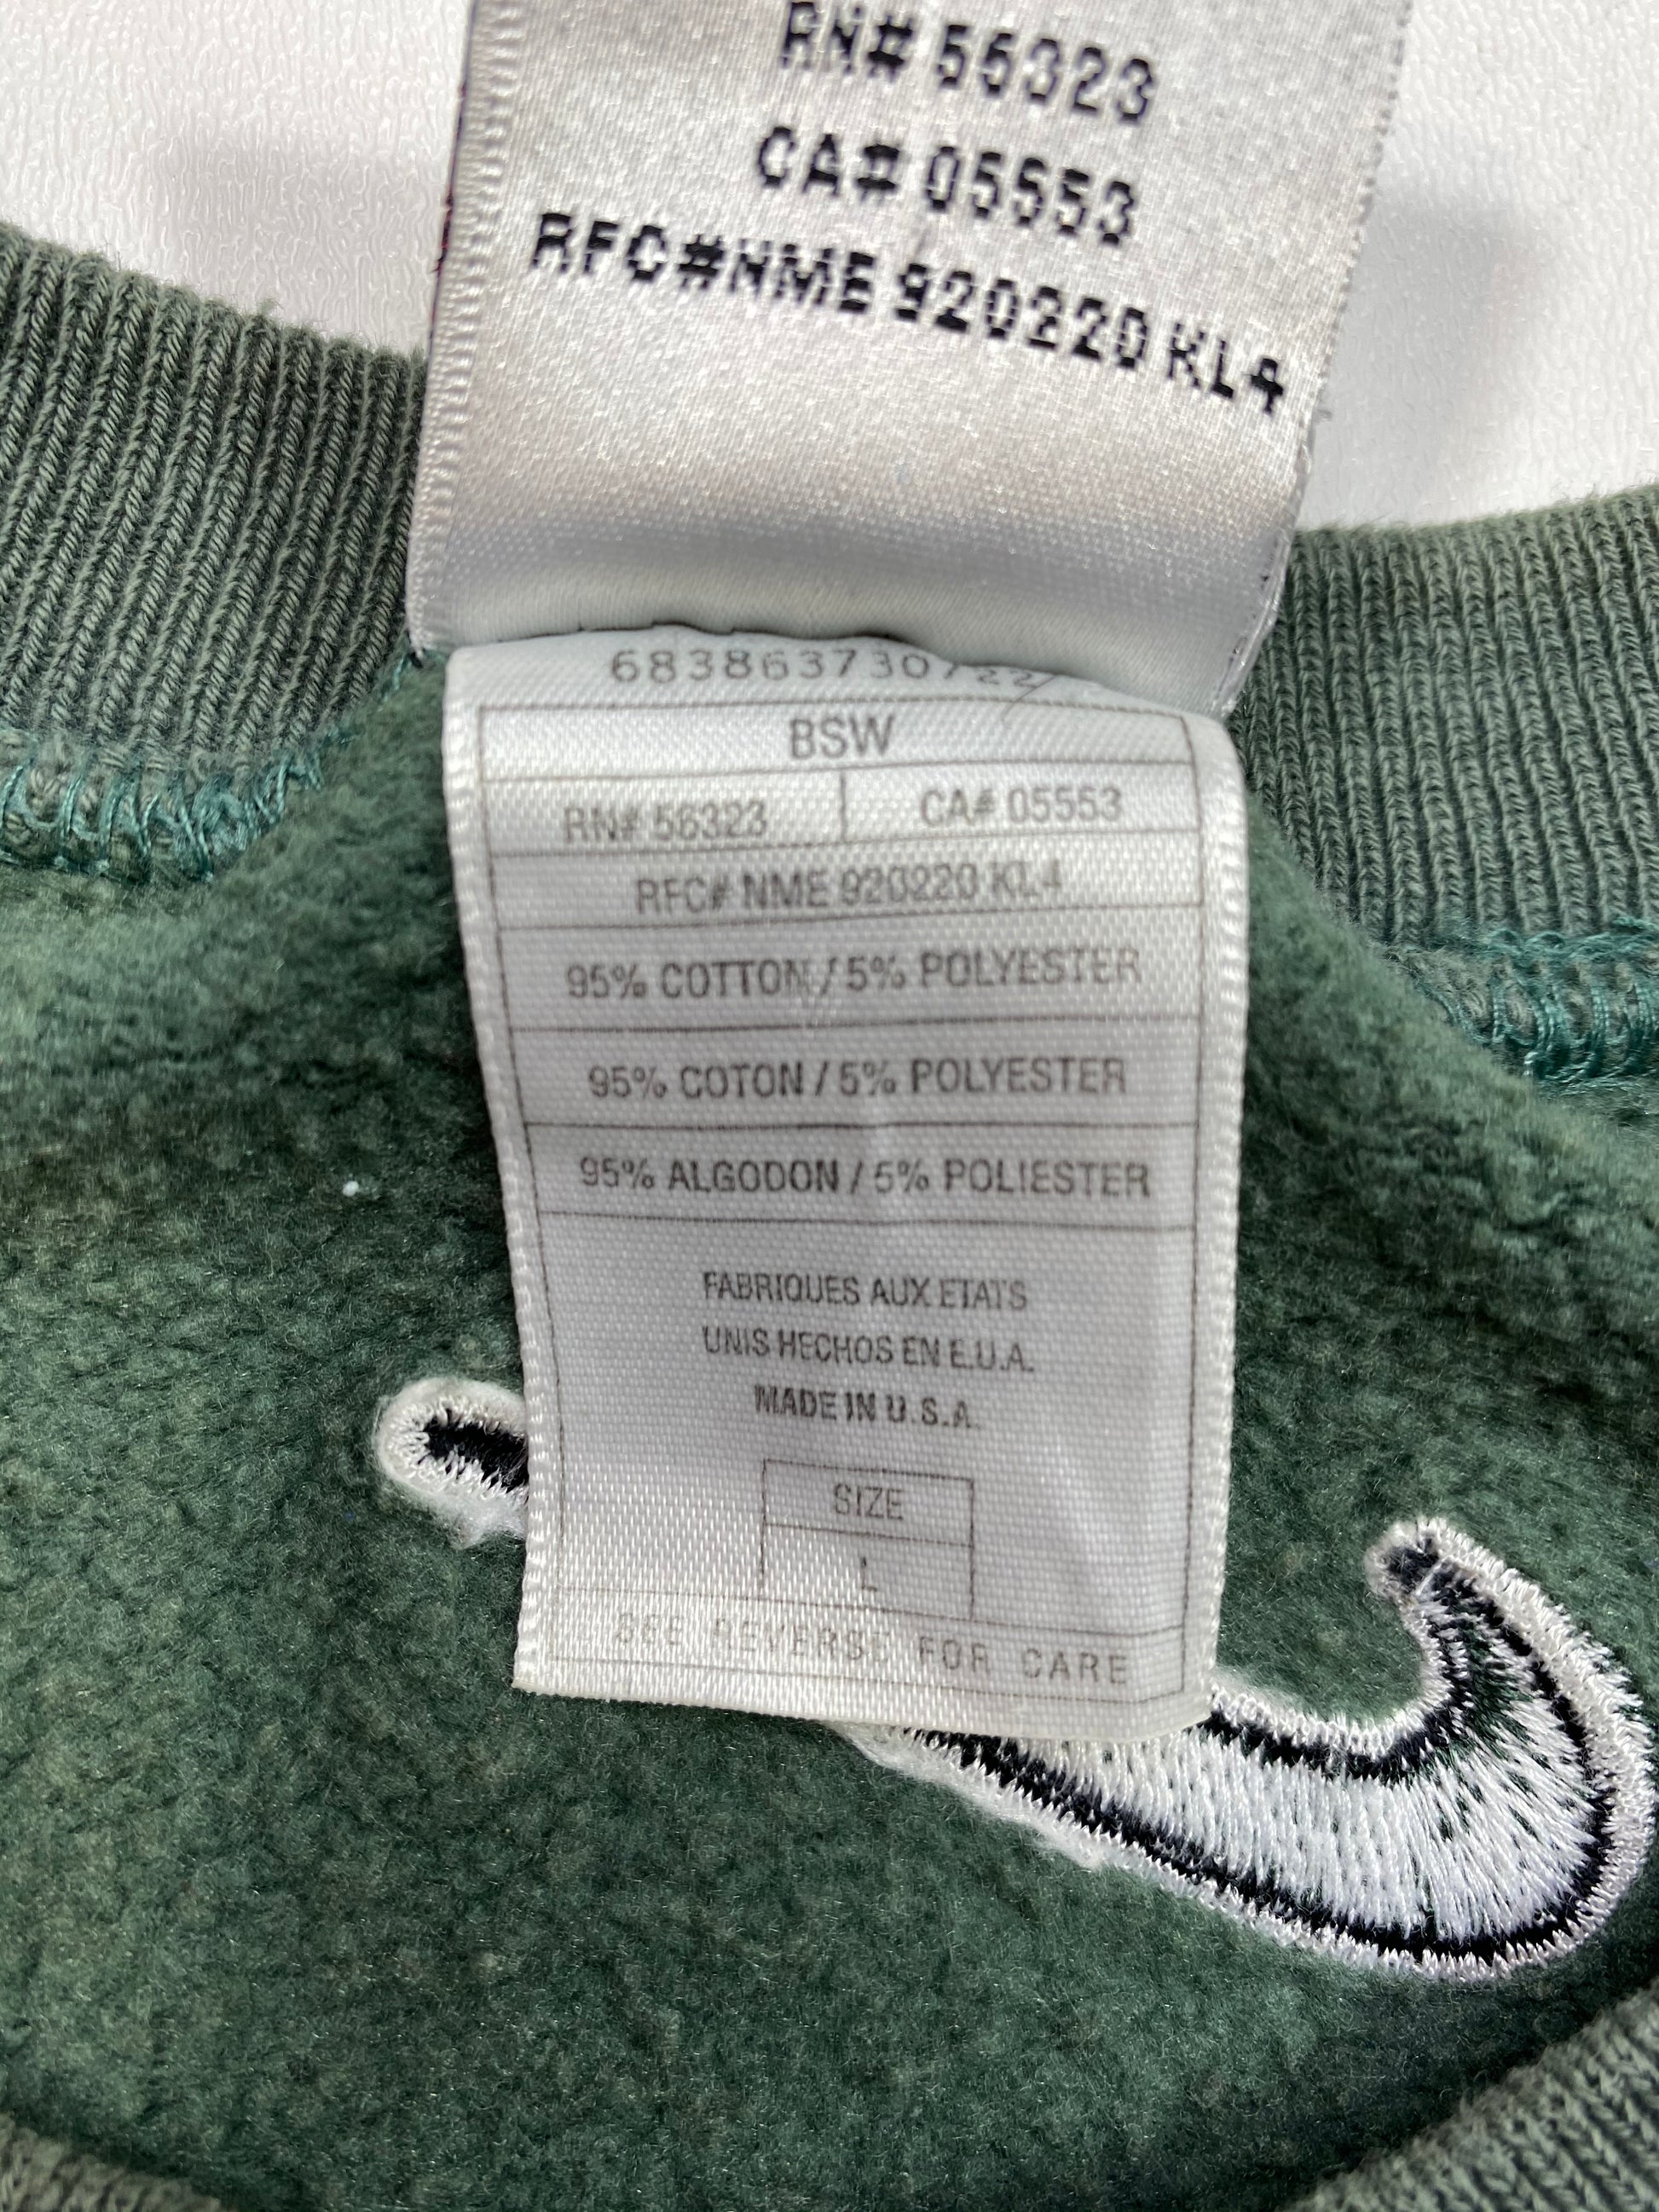 RN# 56323
CA# 05553
RFC#NME 920220 KL4
683863730722
BSW
RN# 56323 CA# 05553
RFC# NME 920220 KL4
95% COTTON / 5% POLYESTER
95% COTON / 5% POLYESTER
95% ALGODON / 5% POLIESTER
FABRIQUES AUX ETATS
UNIS HECHOS EN E.U.A.
MADE IN U.S.A.
SIZE
L
SEE REVERSE FOR CARE